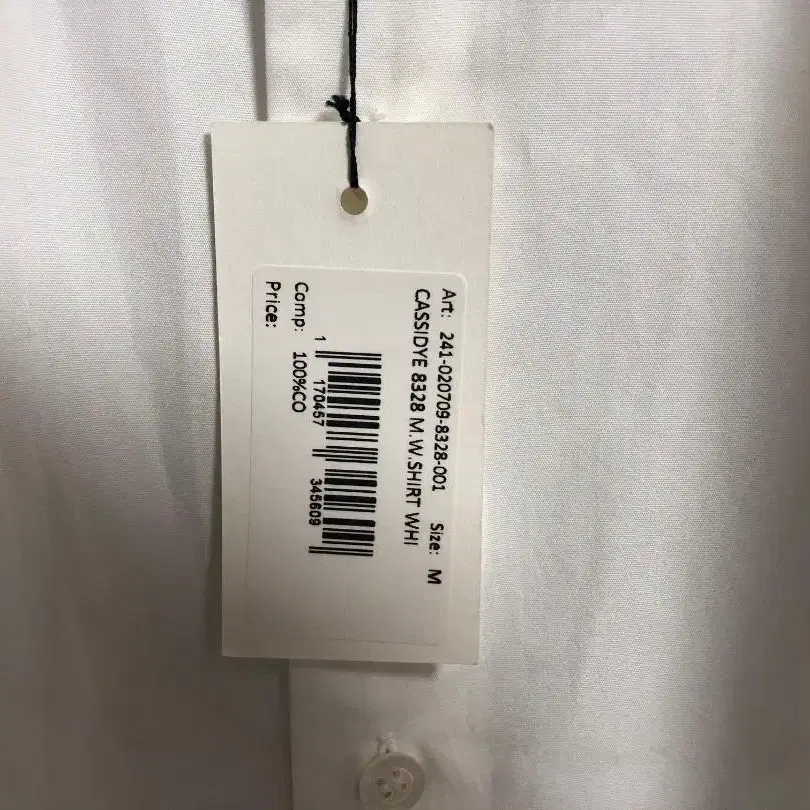 Art: 241-020709-8328-001 Size: M
CASSIDYE 8328 M.W.SHIRT WHI
1 170457 345609
Comp: 100%CO
Price: